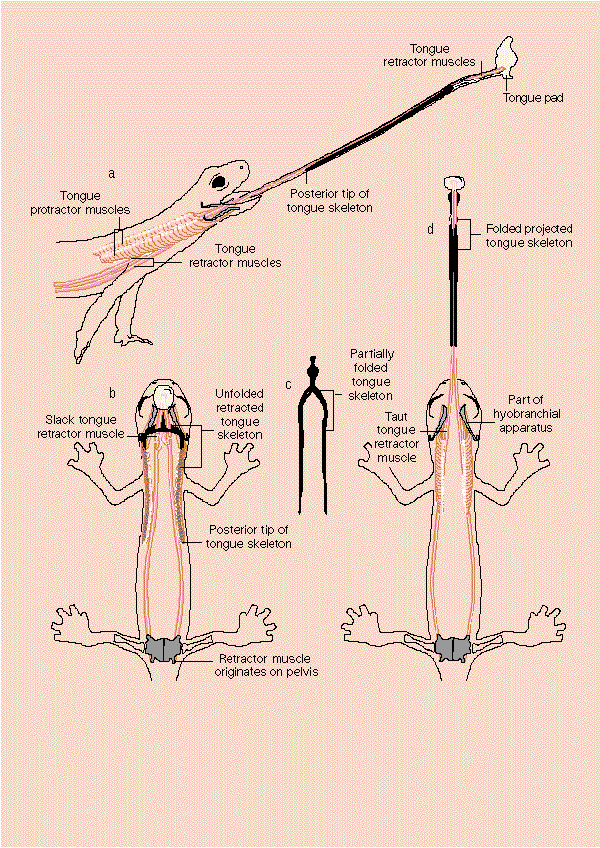 Tongue
retractor muscles
Tongue pad
a
Posterior tip of
tongue skeleton
Tongue
protractor muscles
Tongue
retractor muscles
d
Folded projected
tongue skeleton
b
Unfolded
retracted
tongue
skeleton
Slack tongue
retractor muscle
Posterior tip of
tongue skeleton
Retractor muscle
originates on pelvis
c
Partially
folded
tongue
skeleton
Taut
tongue
retractor
muscle
Part of
hyobranchial
apparatus